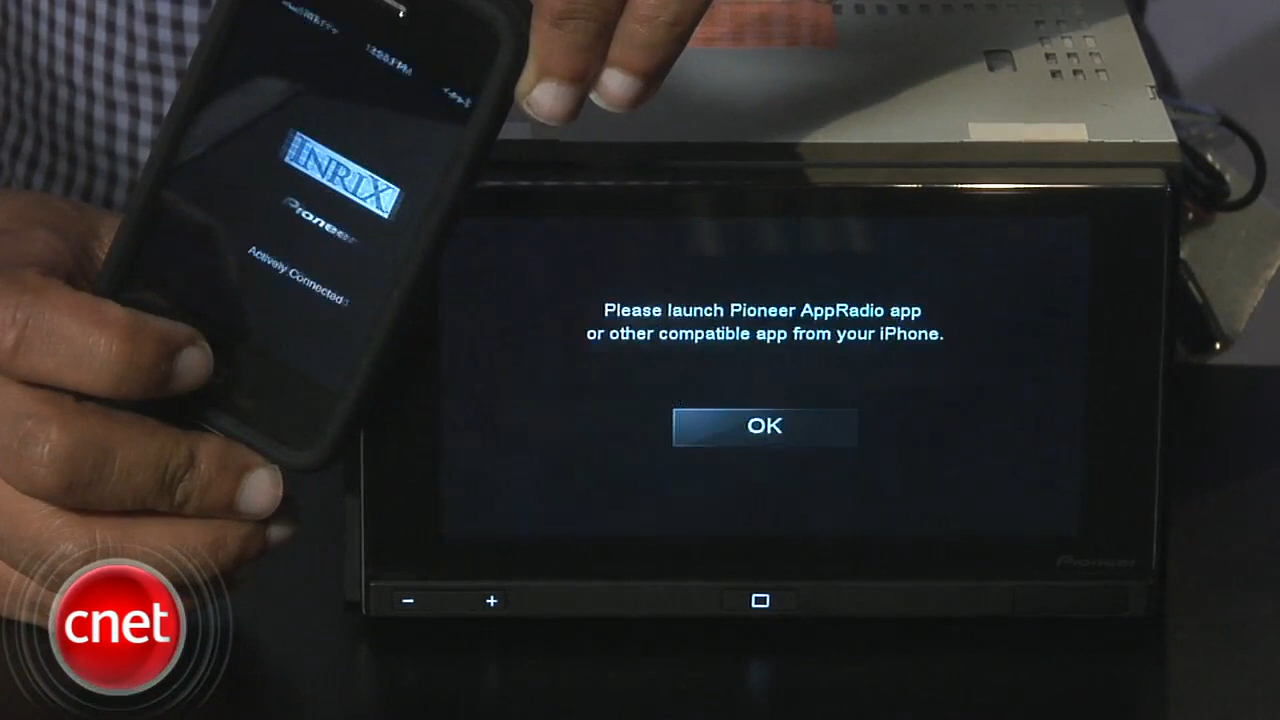 INRIX
Pioneer
Actively Connected
Please launch Pioneer AppRadio app
or other compatible app from your iPhone.
OK
Pioneer
− +
cnet